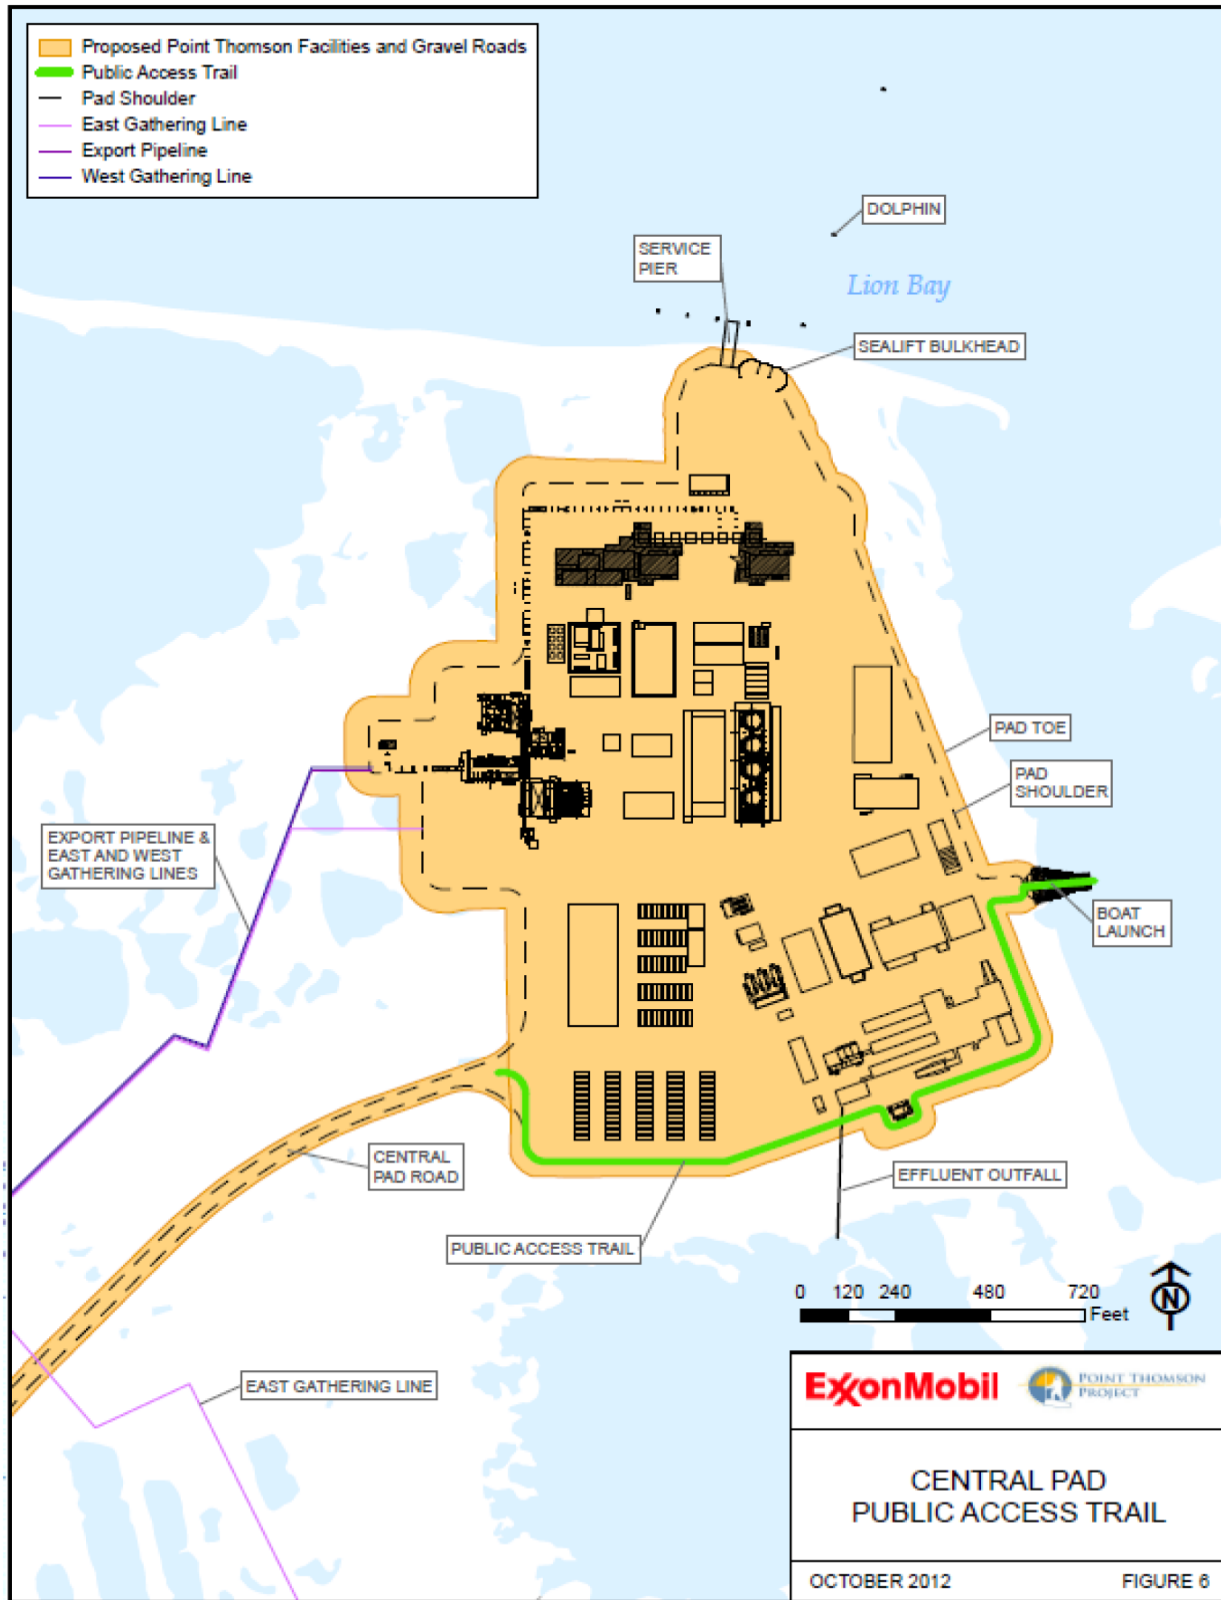 Proposed Point Thomson Facilities and Gravel Roads
Public Access Trail
Pad Shoulder
East Gathering Line
Export Pipeline
West Gathering Line
DOLPHIN
SERVICE
PIER
Lion Bay
SEALIFT BULKHEAD
PAD TOE
PAD
SHOULDER
EXPORT PIPELINE &
EAST AND WEST
GATHERING LINES
BOAT
LAUNCH
CENTRAL
PAD ROAD
EFFLUENT OUTFALL
PUBLIC ACCESS TRAIL
0 120 240 480 720
Feet
N
EAST GATHERING LINE
ExxonMobil
POINT THOMSON
PROJECT
CENTRAL PAD
PUBLIC ACCESS TRAIL
OCTOBER 2012 FIGURE 6